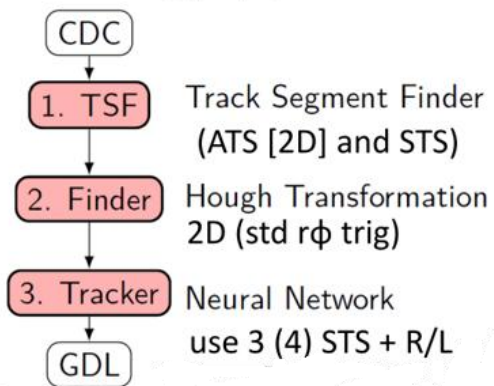 CDC
1. TSF
Track Segment Finder
(ATS [2D] and STS)
2. Finder
Hough Transformation
2D (std rϕ trig)
3. Tracker
Neural Network
use 3 (4) STS + R/L
GDL